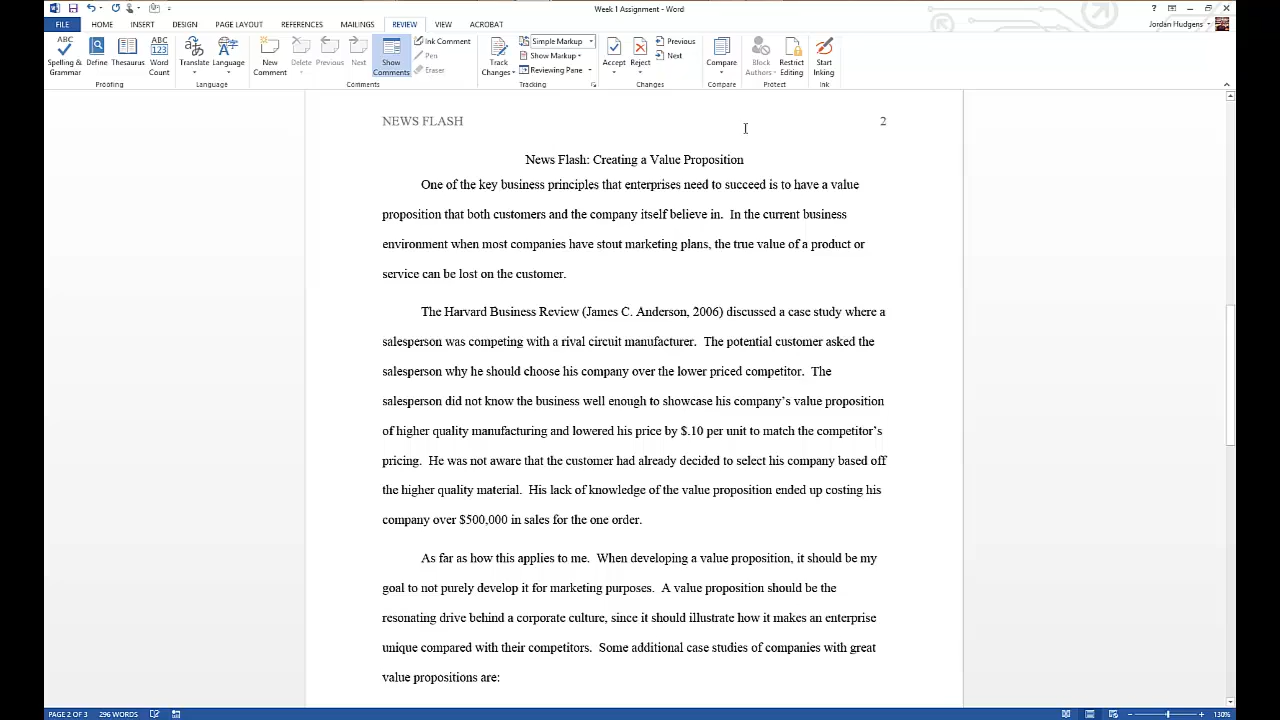 Week 1 Assignment - Word
FILE HOME INSERT DESIGN PAGE LAYOUT REFERENCES MAILINGS REVIEW VIEW ACROBAT
Jordan Hudgens
Spelling & Grammar
Define
Thesaurus
Word Count
Proofing
Translate
Language
Language
New Comment
Delete
Previous
Next
Show Comments
Ink Comment
Pen
Eraser
Comments
Track Changes
Simple Markup
Show Markup
Reviewing Pane
Tracking
Accept
Reject
Previous
Next
Changes
Compare
Compare
Block Authors
Restrict Editing
Protect
Start Inking
Ink
NEWS FLASH 2
News Flash: Creating a Value Proposition
One of the key business principles that enterprises need to succeed is to have a value
proposition that both customers and the company itself believe in. In the current business
environment when most companies have stout marketing plans, the true value of a product or
service can be lost on the customer.
The Harvard Business Review (James C. Anderson, 2006) discussed a case study where a
salesperson was competing with a rival circuit manufacturer. The potential customer asked the
salesperson why he should choose his company over the lower priced competitor. The
salesperson did not know the business well enough to showcase his company's value proposition
of higher quality manufacturing and lowered his price by $.10 per unit to match the competitor's
pricing. He was not aware that the customer had already decided to select his company based off
the higher quality material. His lack of knowledge of the value proposition ended up costing his
company over $500,000 in sales for the one order.
As far as how this applies to me. When developing a value proposition, it should be my
goal to not purely develop it for marketing purposes. A value proposition should be the
resonating drive behind a corporate culture, since it should illustrate how it makes an enterprise
unique compared with their competitors. Some additional case studies of companies with great
value propositions are:
PAGE 2 OF 3 296 WORDS 130%